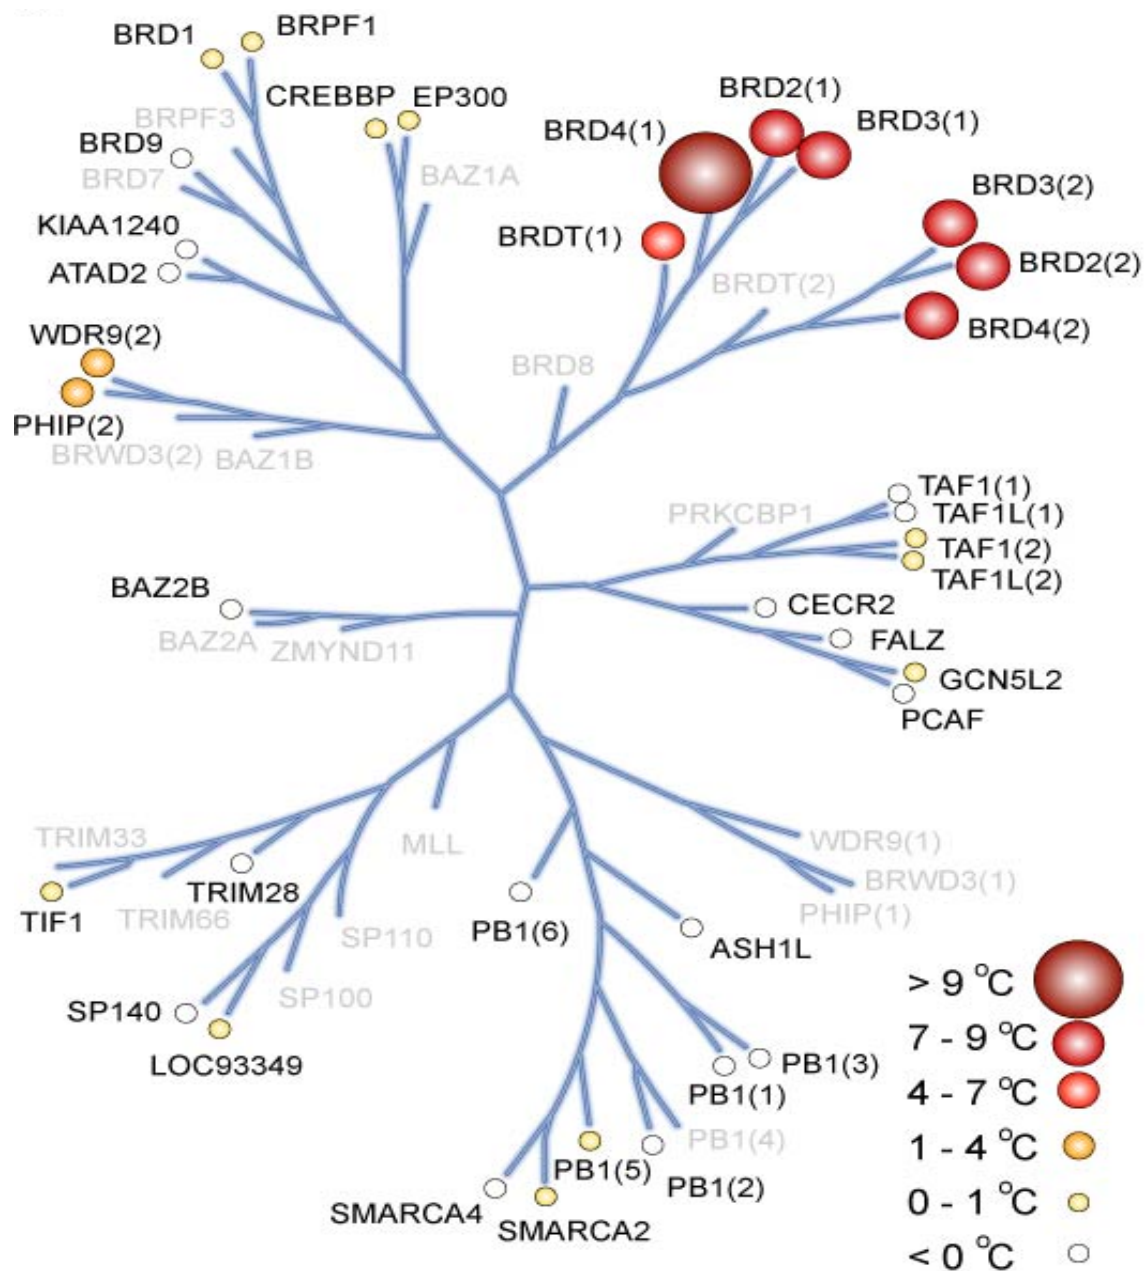 BRD1
BRPF1
BRPF3
CREBBP
EP300
BRD9
BRD7
BAZ1A
BRD2(1)
BRD4(1)
BRD3(1)
BRD3(2)
KIAA1240
ATAD2
BRDT(1)
BRD2(2)
BRDT(2)
BRD4(2)
WDR9(2)
PHIP(2)
BRD8
BRWD3(2)
BAZ1B
TAF1(1)
PRKCBP1
TAF1L(1)
TAF1(2)
TAF1L(2)
BAZ2B
CECR2
BAZ2A
ZMYND11
FALZ
GCN5L2
PCAF
TRIM33
MLL
WDR9(1)
TRIM28
BRWD3(1)
TIF1
TRIM66
PHIP(1)
SP110
PB1(6)
ASH1L
SP100
SP140
LOC93349
PB1(3)
PB1(1)
PB1(4)
PB1(5)
PB1(2)
SMARCA4
SMARCA2
> 9 °C
7 - 9 °C
4 - 7 °C
1 - 4 °C
0 - 1 °C
< 0 °C